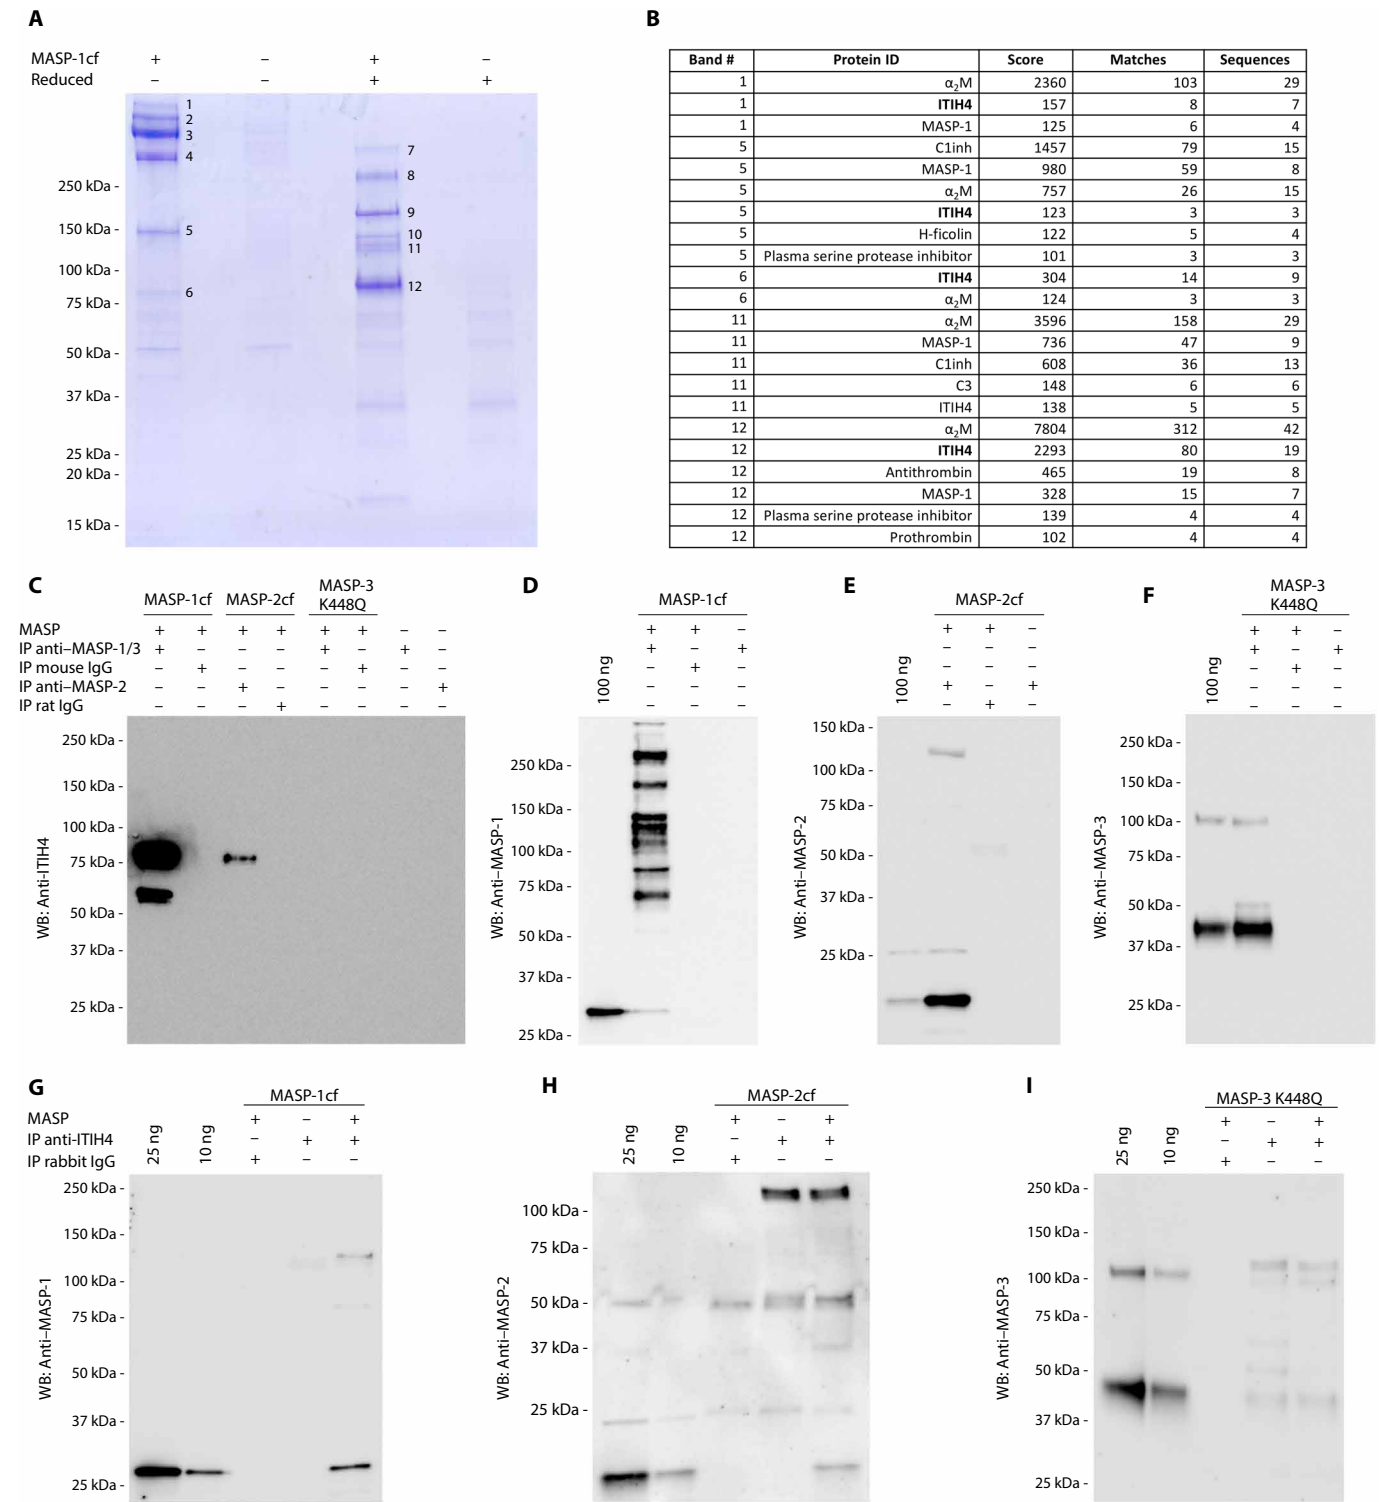 A
MASP-1cf + – + –
Reduced – – + +
250 kDa -
150 kDa -
100 kDa -
75 kDa -
50 kDa -
37 kDa -
25 kDa -
20 kDa -
15 kDa -
1
2
3
4
5
6
7
8
9
10
11
12
B
Band # Protein ID Score Matches Sequences
1 α₂M 2360 103 29
1 ITIH4 157 8 7
1 MASP-1 125 6 4
5 C1inh 1457 79 15
5 MASP-1 980 59 8
5 α₂M 757 26 15
5 ITIH4 123 3 3
5 H-ficolin 122 5 4
5 Plasma serine protease inhibitor 101 3 3
6 ITIH4 304 14 9
6 α₂M 124 3 3
11 α₂M 3596 158 29
11 MASP-1 736 47 9
11 C1inh 608 36 13
11 C3 148 6 6
11 ITIH4 138 5 5
12 α₂M 7804 312 42
12 ITIH4 2293 80 19
12 Antithrombin 465 19 8
12 MASP-1 328 15 7
12 Plasma serine protease inhibitor 139 4 4
12 Prothrombin 102 4 4
C
MASP-1cf MASP-2cf MASP-3
K448Q
MASP + + + + + + – –
IP anti–MASP-1/3 + – – – + – + –
IP mouse IgG – + – – – + – –
IP anti–MASP-2 – – + – – – – +
IP rat IgG – – – + – – – –
WB: Anti-ITIH4
250 kDa -
150 kDa -
100 kDa -
75 kDa -
50 kDa -
37 kDa -
25 kDa -
D
MASP-1cf
100 ng
+ + –
+ – +
– + –
– – –
– – –
WB: Anti–MASP-1
250 kDa -
150 kDa -
100 kDa -
75 kDa -
50 kDa -
37 kDa -
25 kDa -
E
MASP-2cf
100 ng
+ + –
– – –
– – –
+ – +
– + –
WB: Anti–MASP-2
150 kDa -
100 kDa -
75 kDa -
50 kDa -
37 kDa -
25 kDa -
F
MASP-3
K448Q
100 ng
+ + –
+ – +
– + –
– – –
– – –
WB: Anti–MASP-3
250 kDa -
150 kDa -
100 kDa -
75 kDa -
50 kDa -
37 kDa -
25 kDa -
G
MASP-1cf
MASP + – +
IP anti-ITIH4 – + +
IP rabbit IgG + – –
25 ng
10 ng
WB: Anti–MASP-1
250 kDa -
150 kDa -
100 kDa -
75 kDa -
50 kDa -
37 kDa -
25 kDa -
H
MASP-2cf
+ – +
– + +
+ – –
25 ng
10 ng
WB: Anti–MASP-2
100 kDa -
75 kDa -
50 kDa -
37 kDa -
25 kDa -
I
MASP-3 K448Q
+ – +
– + +
+ – –
25 ng
10 ng
WB: Anti–MASP-3
250 kDa -
150 kDa -
100 kDa -
75 kDa -
50 kDa -
37 kDa -
25 kDa -